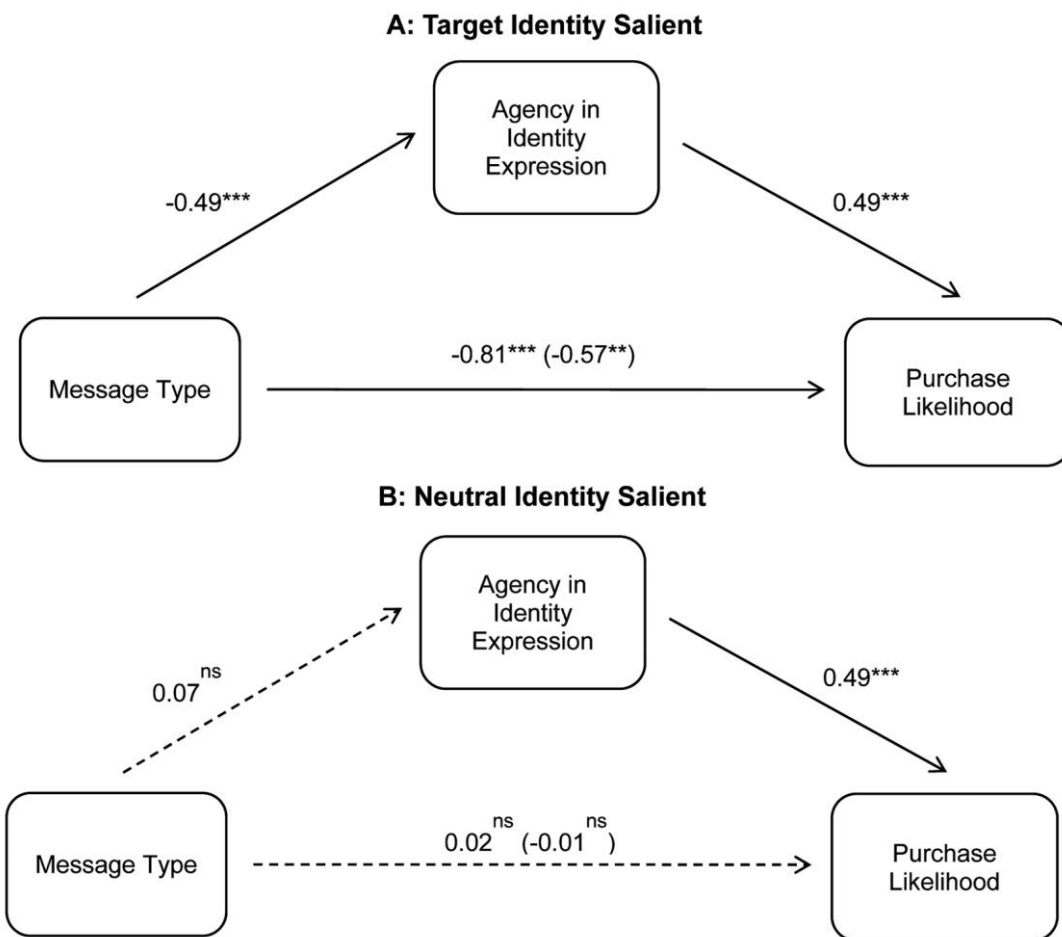 A: Target Identity Salient
Agency in
Identity
Expression
-0.49***
0.49***
Message Type
-0.81*** (-0.57**)
Purchase
Likelihood
B: Neutral Identity Salient
Agency in
Identity
Expression
0.07ns
0.49***
Message Type
0.02ns (-0.01ns)
Purchase
Likelihood